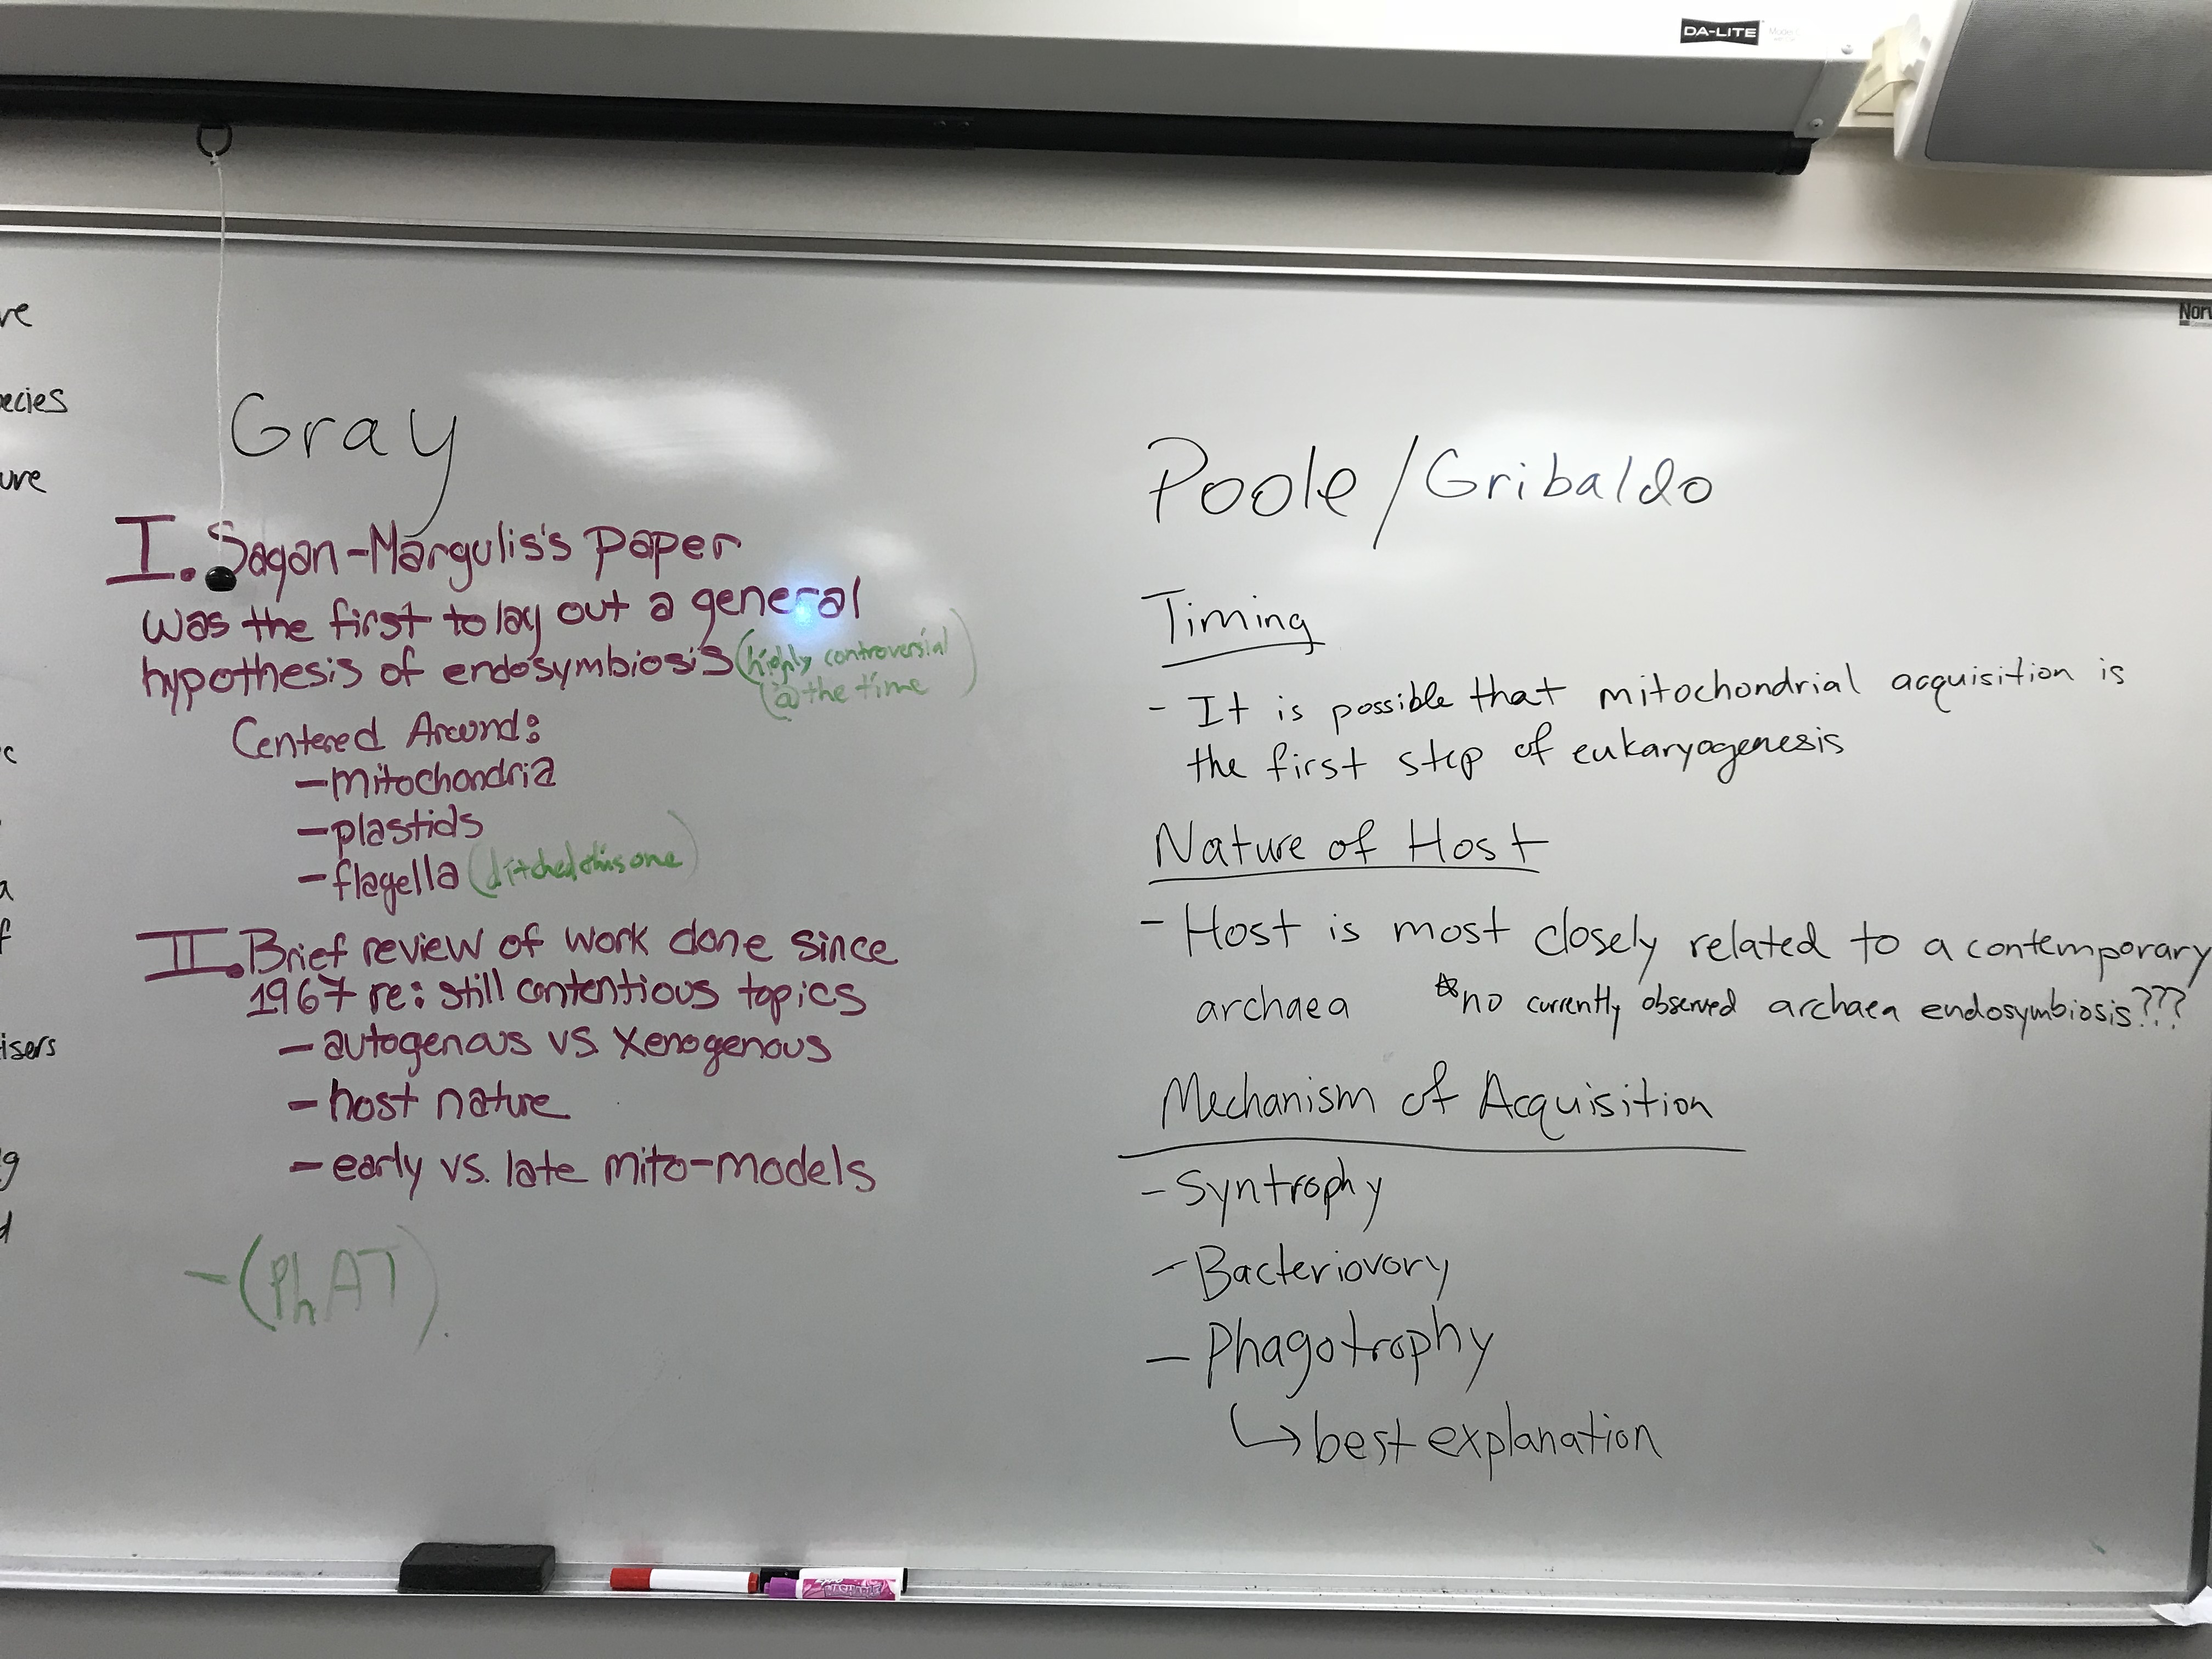 DA-LITE
re
ecies
ure
c
a
f
isers
g
d
Gray
I. Sagan-Margulis's Paper
was the first to lay out a general
hypothesis of endosymbiosis (highly controversial
@ the time)
Centered Around:
- mitochondria
- plastids
- flagella (ditched this one)
II. Brief review of work done since
1967 re: still contentious topics
- autogenous vs. Xenogenous
- host nature
- early vs. late mito-models
- (PhAT)
Poole/Gribaldo
Timing
- It is possible that mitochondrial acquisition is
the first step of eukaryogenesis
Nature of Host
- Host is most closely related to a contemporary
archaea *no currently observed archaea endosymbiosis???
Mechanism of Acquisition
- Syntrophy
- Bacteriovory
- Phagotrophy
↳ best explanation